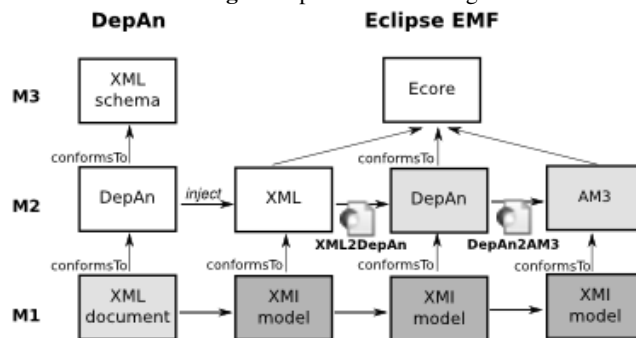 DepAn
Eclipse EMF
M3
XML
schema
Ecore
conformsTo
conformsTo
M2
DepAn
inject
XML
DepAn
AM3
XML2DepAn
DepAn2AM3
conformsTo
conformsTo
conformsTo
conformsTo
M1
XML
document
XMI
model
XMI
model
XMI
model